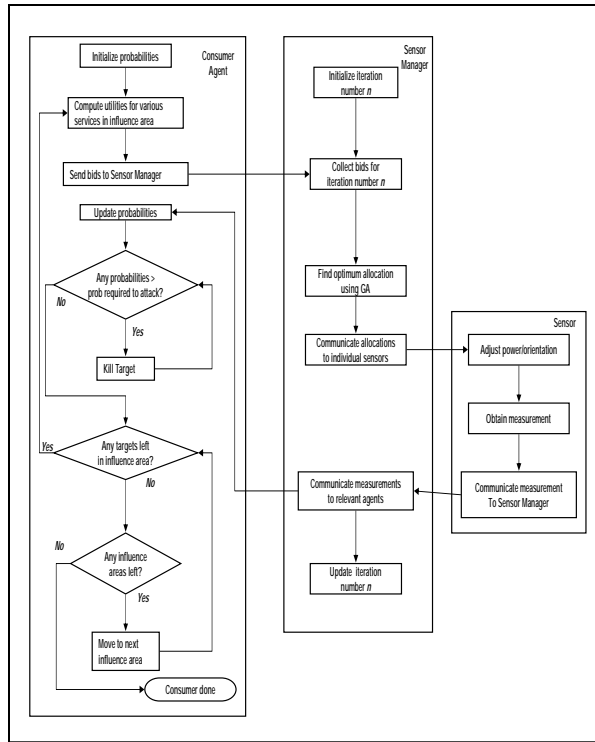 Consumer
Agent
Initialize probabilities
Compute utilities for various
services in influence area
Send bids to Sensor Manager
Update probabilities
Any probabilities >
prob required to attack?
No
Yes
Kill Target
Yes
Any targets left
in influence area?
No
No
Any influence
areas left?
Yes
Move to next
influence area
Consumer done
Sensor
Manager
Initialize iteration
number n
Collect bids for
iteration number n
Find optimum allocation
using GA
Communicate allocations
to individual sensors
Communicate measurements
to relevant agents
Update iteration
number n
Sensor
Adjust power/orientation
Obtain measurement
Communicate measurement
To Sensor Manager